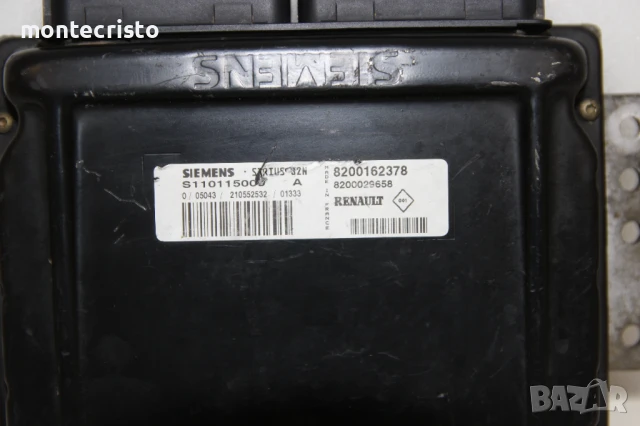 montecristo
SIEMENS
SIEMENS SIRIUS 32N
S110115000 A
0 / 05043 / 210552532 / 01333
8200162378
8200029658
RENAULT
BAZAR